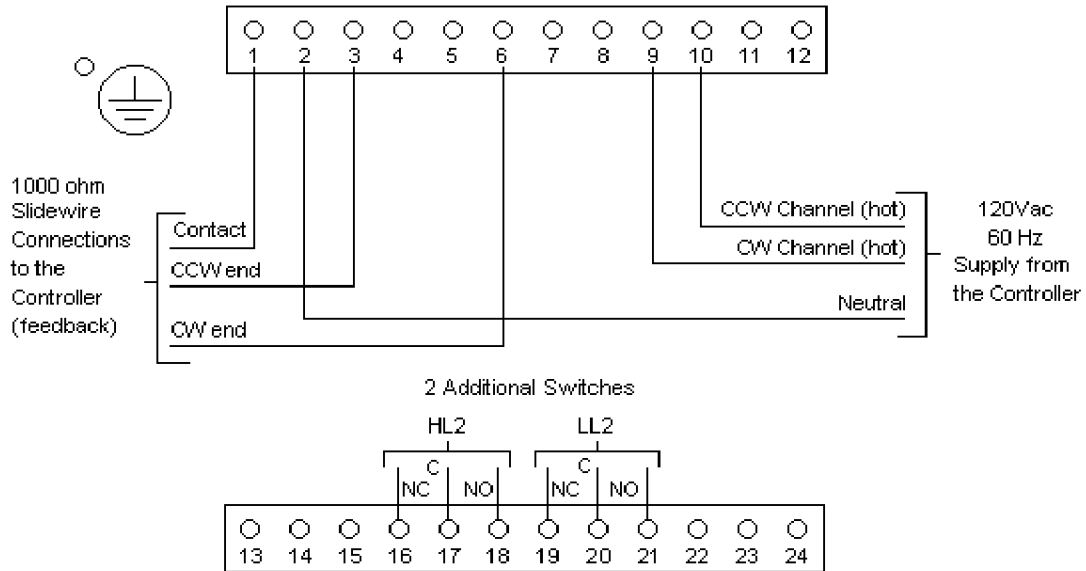 1 2 3 4 5 6 7 8 9 10 11 12
1000 ohm
Slidewire
Connections
to the
Controller
(feedback)
Contact
CCW end
CW end
CCW Channel (hot)
CW Channel (hot)
Neutral
120Vac
60 Hz
Supply from
the Controller
2 Additional Switches
HL2 LL2
C C
NC NO NC NO
13 14 15 16 17 18 19 20 21 22 23 24